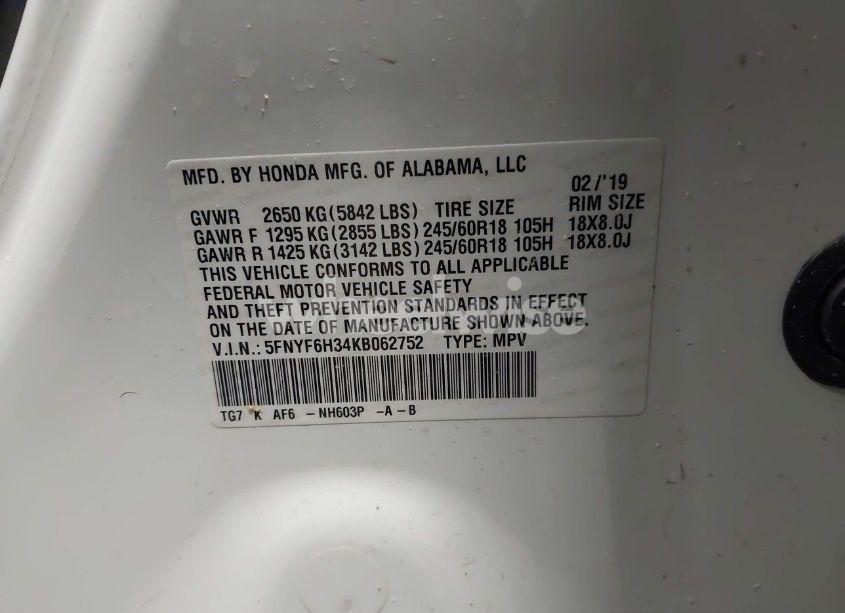 MFD. BY HONDA MFG. OF ALABAMA, LLC
02/'19
GVWR 2650 KG (5842 LBS) TIRE SIZE RIM SIZE
GAWR F 1295 KG (2855 LBS) 245/60R18 105H 18X8.0J
GAWR R 1425 KG (3142 LBS) 245/60R18 105H 18X8.0J
THIS VEHICLE CONFORMS TO ALL APPLICABLE
FEDERAL MOTOR VEHICLE SAFETY
AND THEFT PREVENTION STANDARDS IN EFFECT
ON THE DATE OF MANUFACTURE SHOWN ABOVE.
V.I.N.: 5FNYF6H34KB062752 TYPE: MPV
TG7 K AF6 - NH603P - A - B